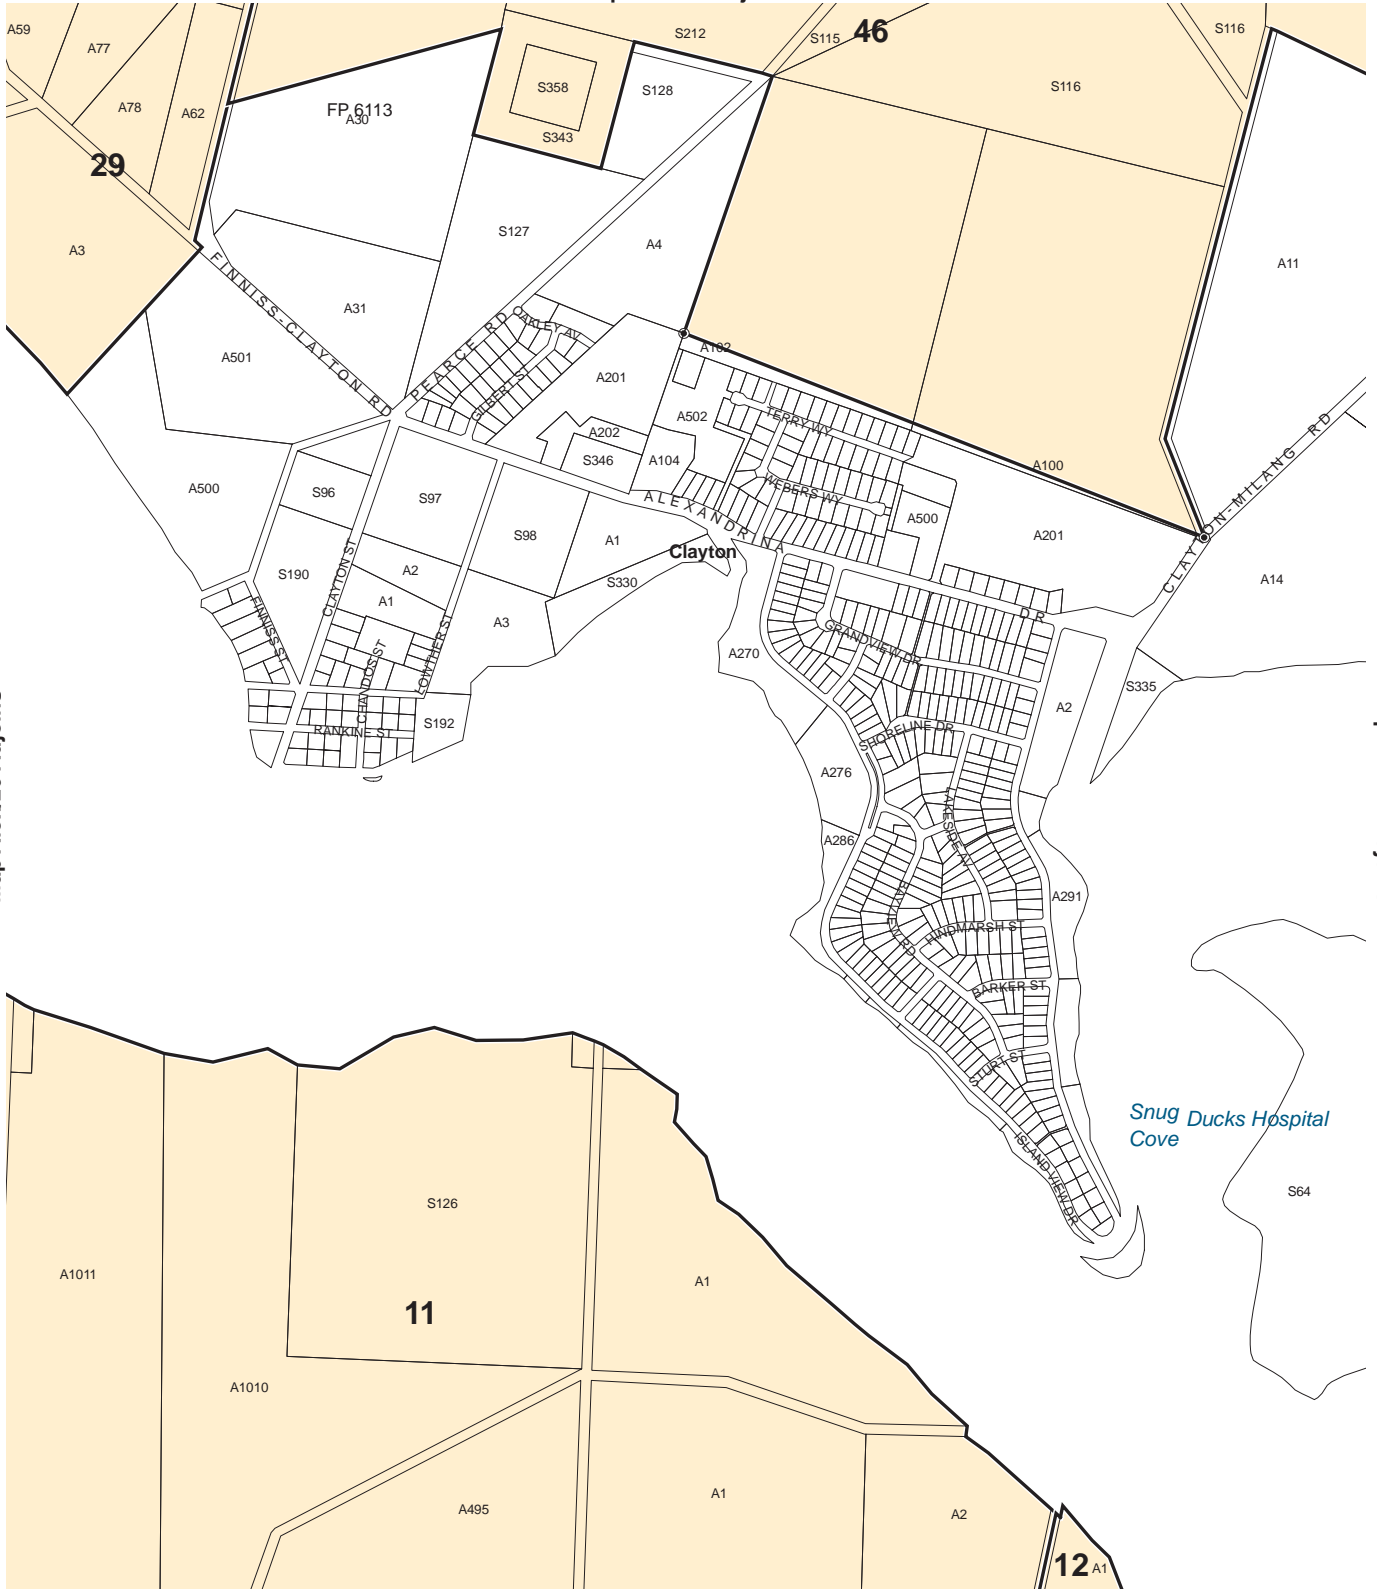 A59
A77
S212
S115
46
S116
S116
S358
S128
A78
A62
FP 6113
A30
S343
29
S127
A4
A3
A11
FINNISS-CLAYTON RD
A31
PEARCE RD
OAKLEY AV
A501
GILBERT ST
A201
A102
A502
TERRY WY
A202
S346
A104
A100
CLAYTON-MILANG RD
A500
S96
S97
WEBERS WY
ALEXANDRINA DR
A500
A201
S98
A1
Clayton
S190
CLAYTON ST
A2
S330
A14
A1
FINNISS ST
LOWTHER ST
A3
GRANDVIEW DR
A270
CHANDOS ST
S335
S192
A2
RANKINE ST
SHORELINE DR
A276
LAKESIDE AV
A286
BAYVIEW RD
A291
HINDMARSH ST
BARKER ST
STURT ST
Snug
Cove
Ducks Hospital
ISLAND VIEW DR
S64
S126
A1011
A1
11
A1010
A1
A495
A2
12
A1